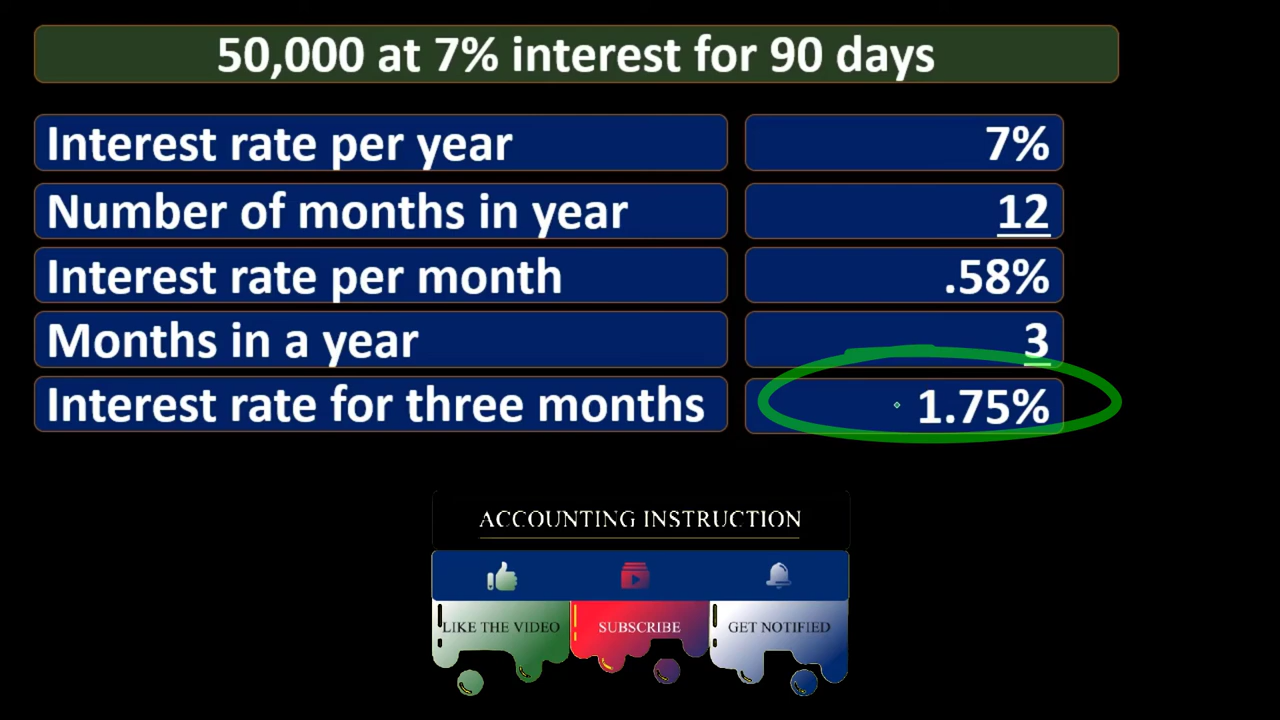 50,000 at 7% interest for 90 days
Interest rate per year 7%
Number of months in year 12
Interest rate per month .58%
Months in a year 3
Interest rate for three months 1.75%
ACCOUNTING INSTRUCTION
LIKE THE VIDEO SUBSCRIBE GET NOTIFIED